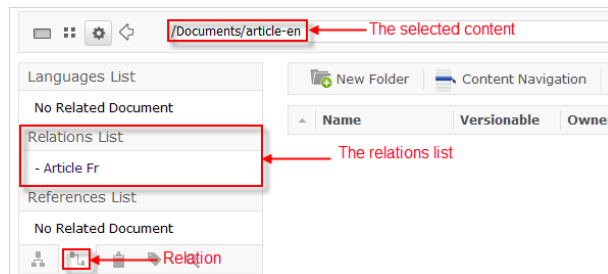 /Documents/article-en
The selected content
Languages List
New Folder
Content Navigation
No Related Document
Name
Versionable
Owne
Relations List
The relations list
- Article Fr
References List
No Related Document
Relation